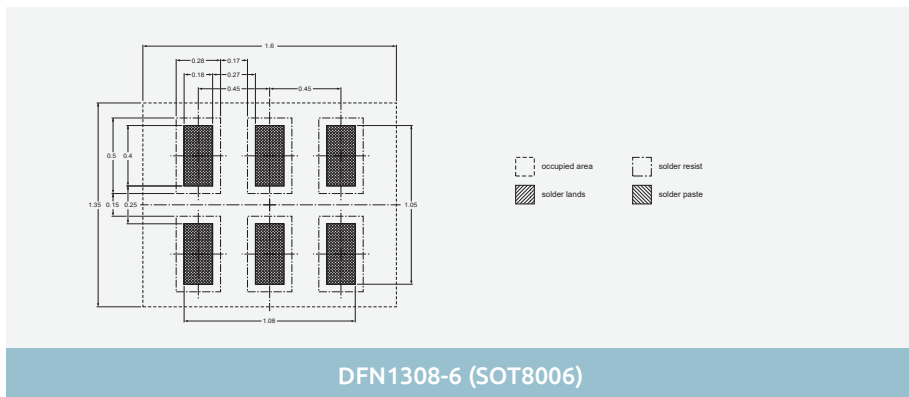 1.6
0.28 0.17
0.18 0.27
0.45 0.45
0.5 0.4
1.35 0.15 0.25 1.05
1.08
occupied area solder resist
solder lands solder paste
DFN1308-6 (SOT8006)